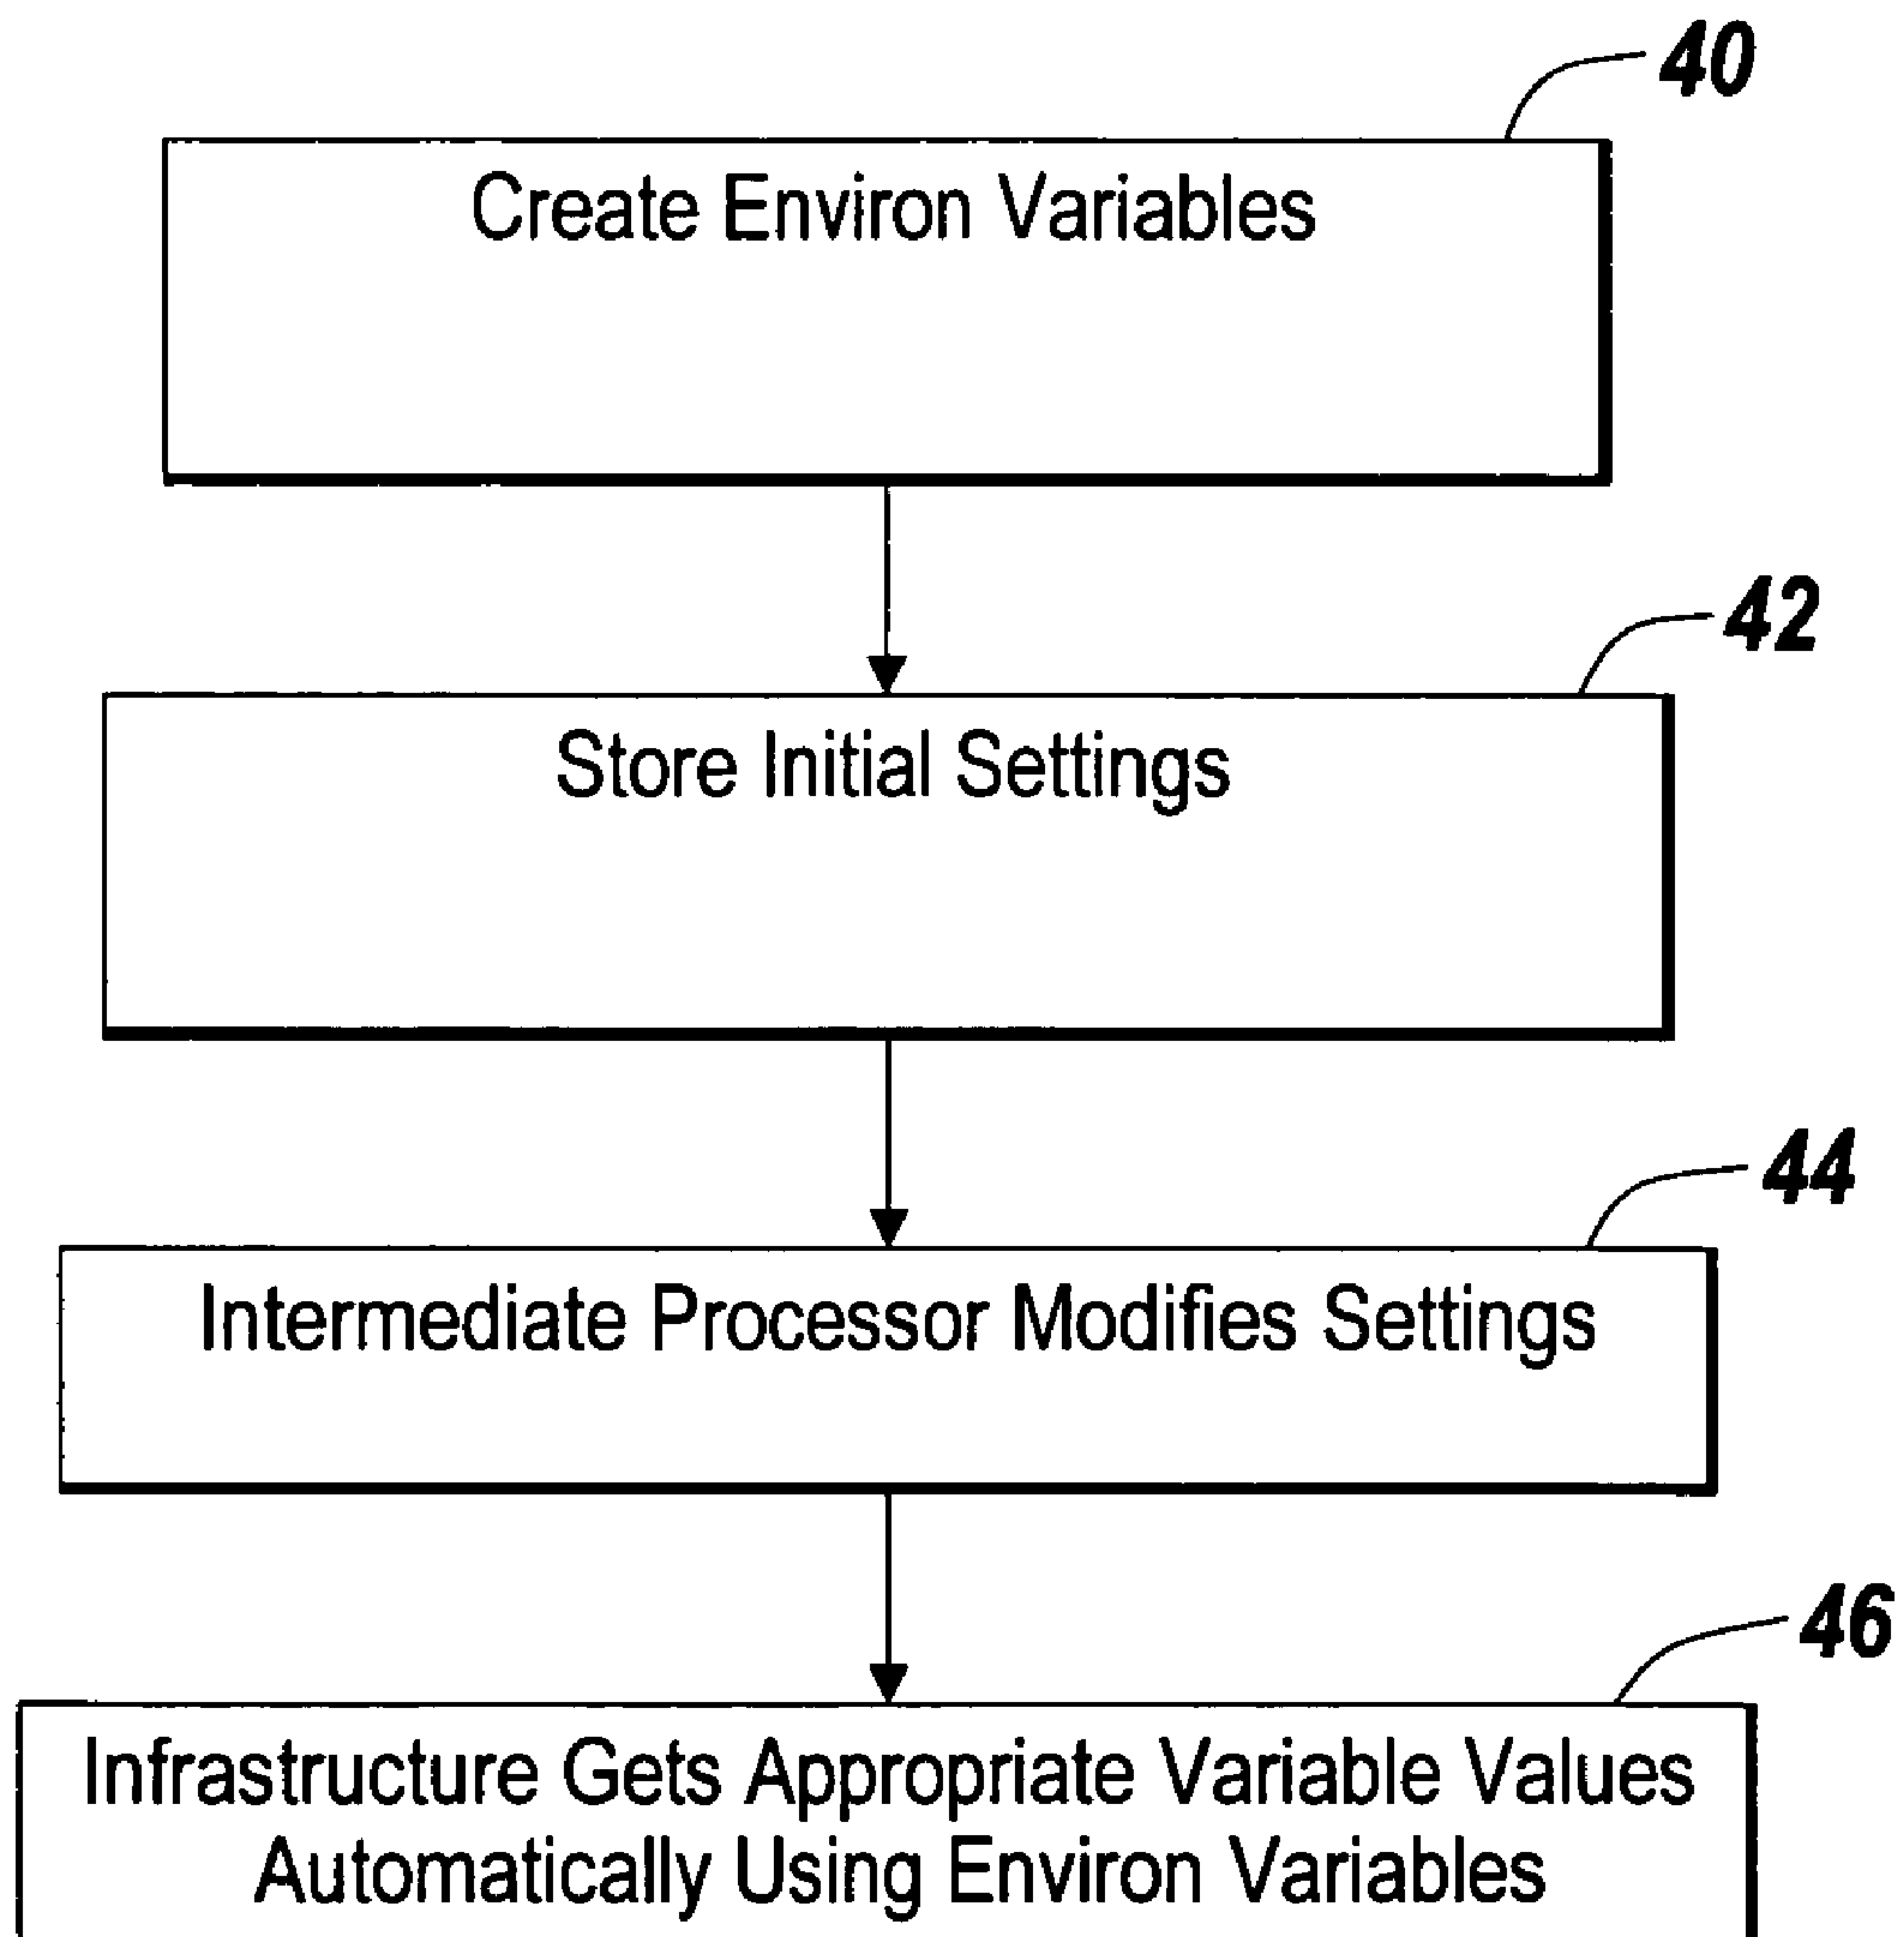 40
Create Environ Variables
42
Store Initial Settings
44
Intermediate Processor Modifies Settings
46
Infrastructure Gets Appropriate Variable Values
Automatically Using Environ Variables